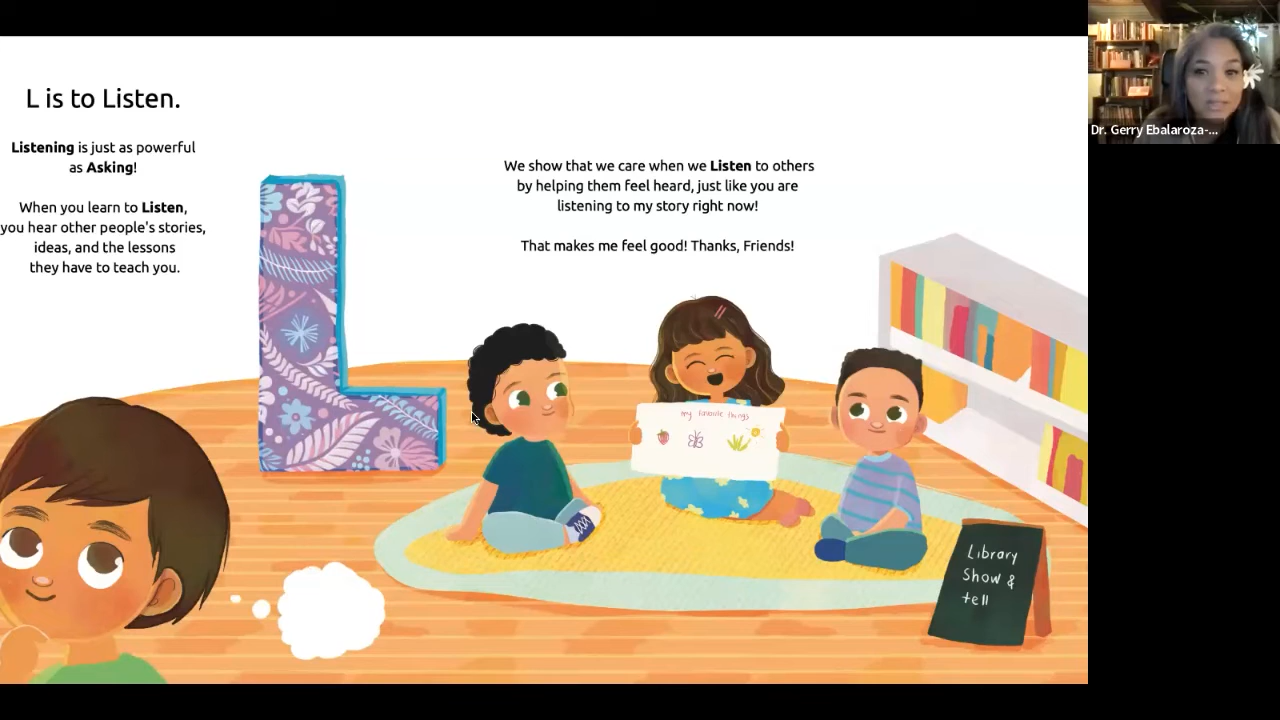 L is to Listen.
Listening is just as powerful
as Asking!
When you learn to Listen,
you hear other people's stories,
ideas, and the lessons
they have to teach you.
We show that we care when we Listen to others
by helping them feel heard, just like you are
listening to my story right now!
That makes me feel good! Thanks, Friends!
L
my favorite things
Library
Show &
tell
Dr. Gerry Ebalaroza-...